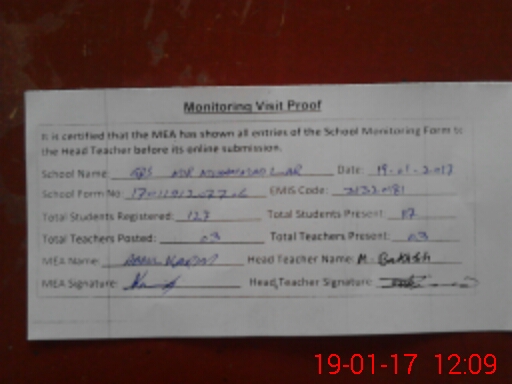 Monitoring Visit Proof
It is certified that the MEA has shown all entries of the School Monitoring Form to
the Head Teacher before its online submission.
School Name: Date: 19-01-2017
School Form No: EMIS Code:
Total Students Registered: Total Students Present:
Total Teachers Posted: 03 Total Teachers Present: 03
MEA Name: Head Teacher Name: M. Bakhsh
MEA Signature: Head Teacher Signature:
19-01-17 12:09